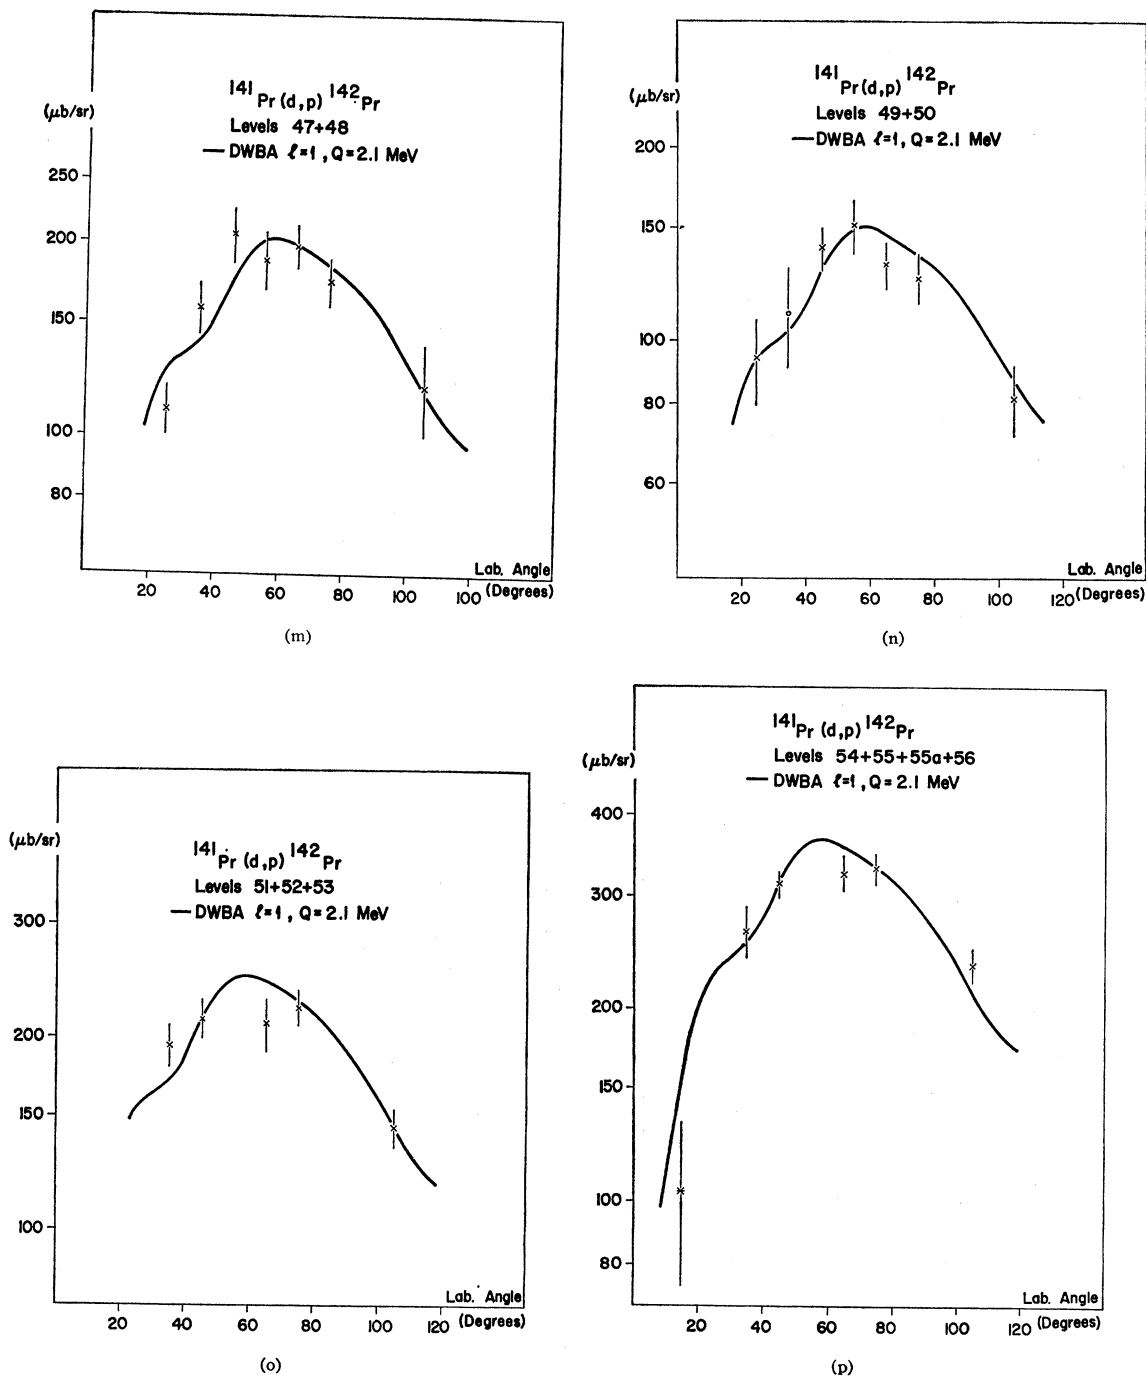 141Pr (d,p) 142Pr
(μb/sr)
Levels 47+48
— DWBA ℓ=1, Q=2.1 MeV
250
200
150
100
80
Lab. Angle
20 40 60 80 100 100 (Degrees)
(m)
141Pr (d,p) 142Pr
(μb/sr)
Levels 49+50
— DWBA ℓ=1, Q=2.1 MeV
200
150
100
80
60
Lab. Angle
20 40 60 80 100 120 (Degrees)
(n)
(μb/sr)
141Pr (d,p) 142Pr
Levels 51+52+53
— DWBA ℓ=1, Q=2.1 MeV
300
200
150
100
Lab. Angle
20 40 60 80 100 120 (Degrees)
(o)
141Pr (d,p) 142Pr
(μb/sr)
Levels 54+55+55a+56
— DWBA ℓ=1, Q=2.1 MeV
400
300
200
150
100
80
Lab. Angle
20 40 60 80 100 120 (Degrees)
(p)